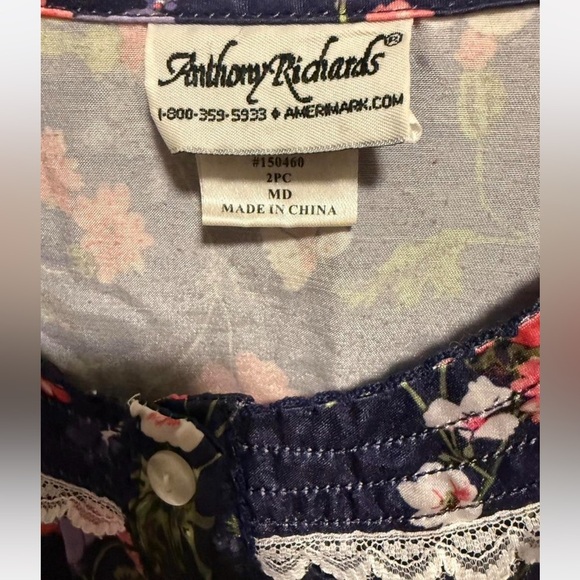 Anthony Richards®
1-800-359-5933 ♦ AMERIMARK.COM
#150460
2PC
MD
MADE IN CHINA